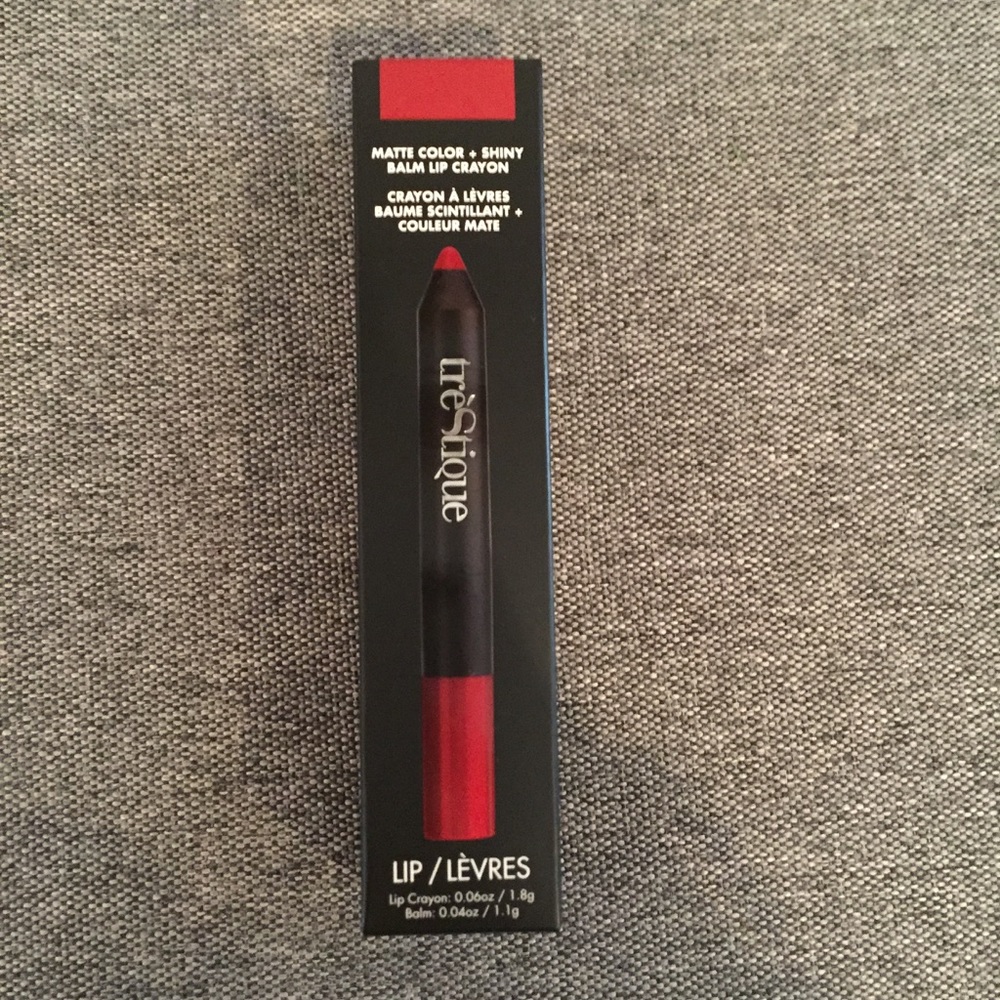 MATTE COLOR + SHINY
BALM LIP CRAYON
CRAYON À LÈVRES
BAUME SCINTILLANT +
COULEUR MATE
trèStique
LIP / LÈVRES
Lip Crayon: 0.06oz / 1.8g
Balm: 0.04oz / 1.1g